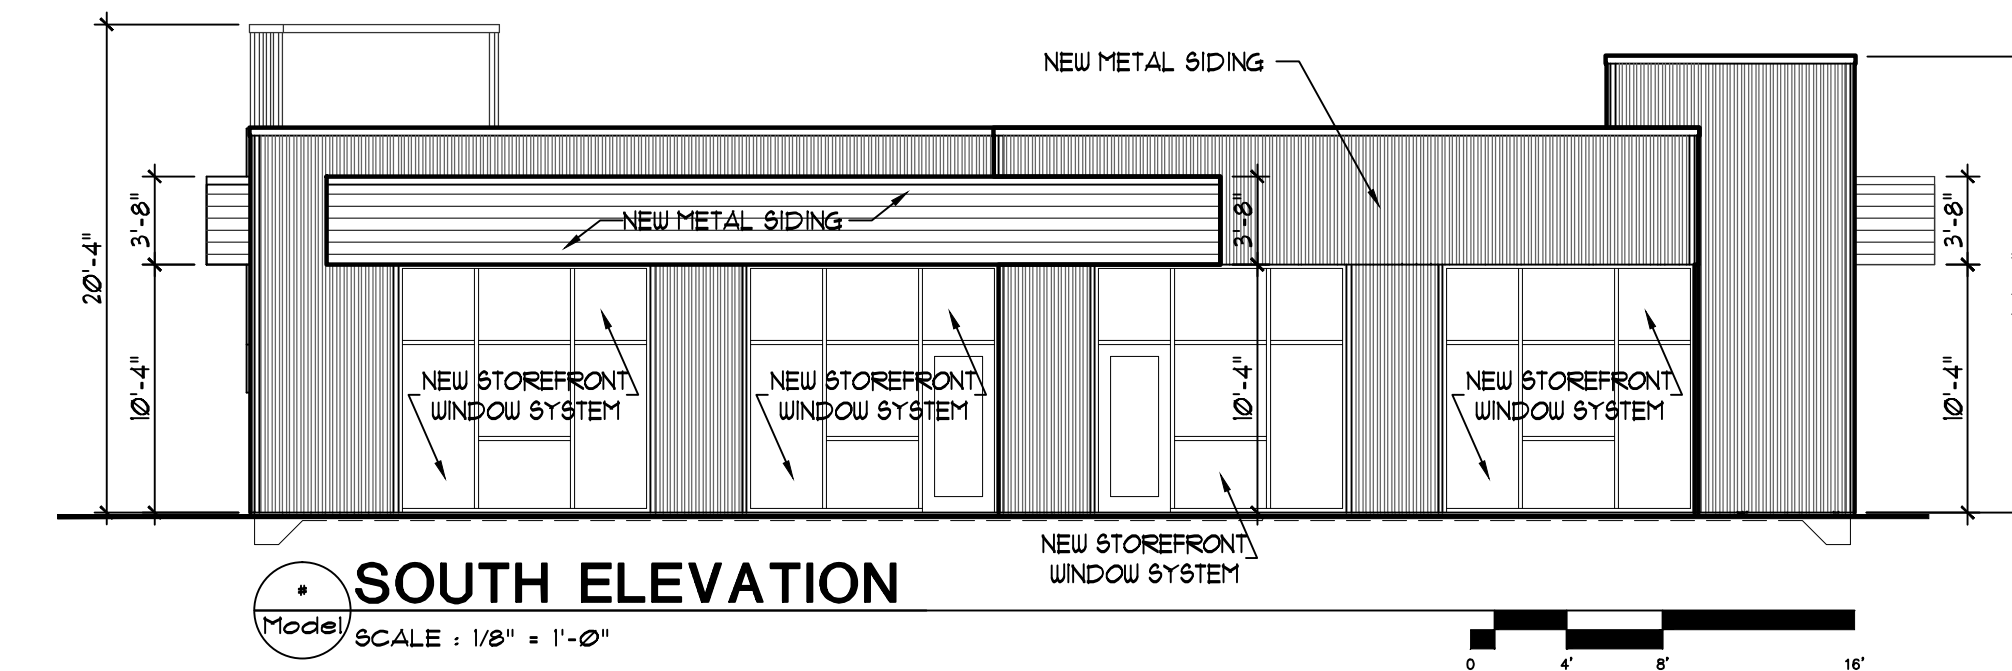 NEW METAL SIDING
20'-4"
3'-8"
10'-4"
NEW METAL SIDING
3'-8"
10'-4"
3'-8"
10'-4"
NEW STOREFRONT
WINDOW SYSTEM
NEW STOREFRONT
WINDOW SYSTEM
NEW STOREFRONT
WINDOW SYSTEM
NEW STOREFRONT
WINDOW SYSTEM
#
Model
SOUTH ELEVATION
SCALE : 1/8" = 1'-0"
0 4' 8' 16'